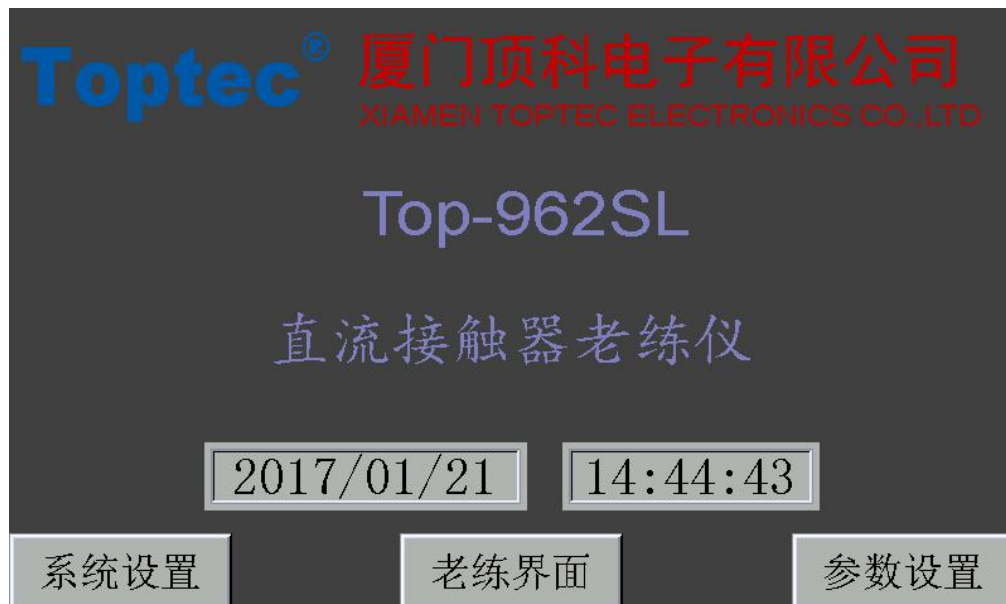 Toptec® 厦门顶科电子有限公司
XIAMEN TOPTEC ELECTRONICS CO.,LTD
Top-962SL
直流接触器老练仪
2017/01/21 14:44:43
系统设置 老练界面 参数设置